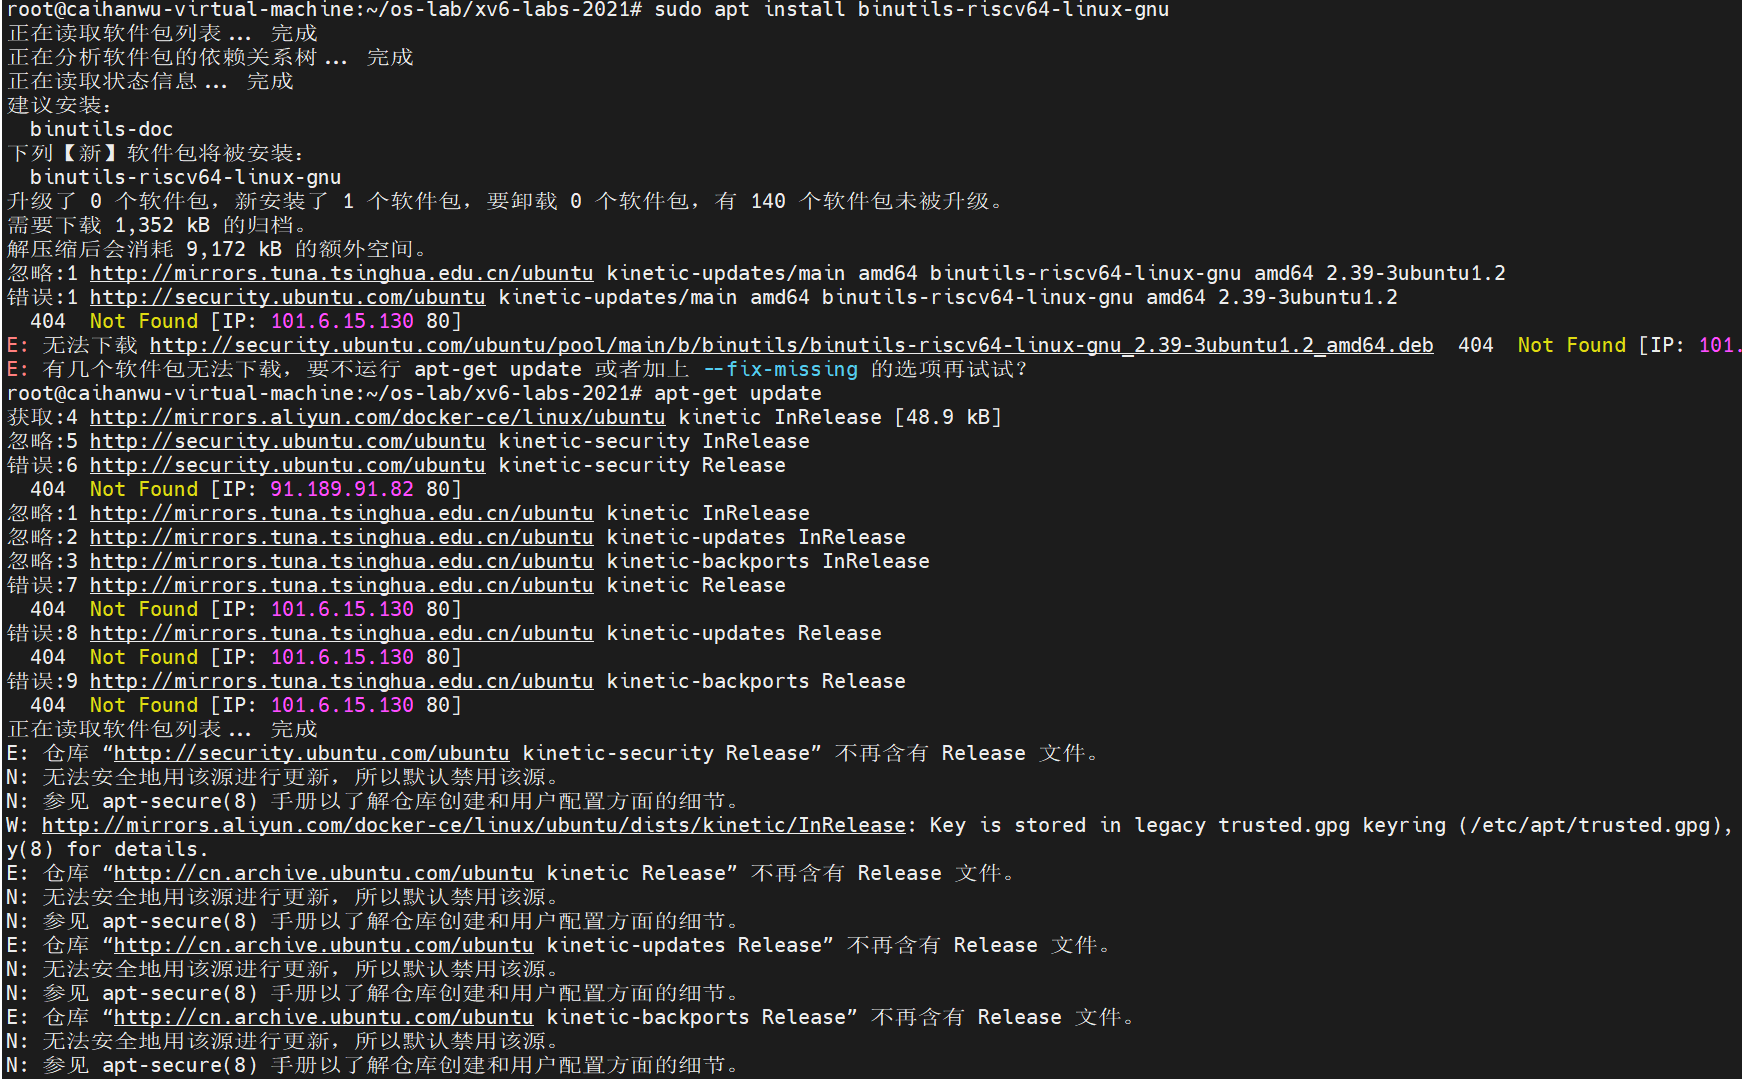 root@caihanwu-virtual-machine:~/os-lab/xv6-labs-2021# sudo apt install binutils-riscv64-linux-gnu
正在读取软件包列表... 完成
正在分析软件包的依赖关系树... 完成
正在读取状态信息... 完成
建议安装：
  binutils-doc
下列【新】软件包将被安装：
  binutils-riscv64-linux-gnu
升级了 0 个软件包，新安装了 1 个软件包，要卸载 0 个软件包，有 140 个软件包未被升级。
需要下载 1,352 kB 的归档。
解压缩后会消耗 9,172 kB 的额外空间。
忽略:1 http://mirrors.tuna.tsinghua.edu.cn/ubuntu kinetic-updates/main amd64 binutils-riscv64-linux-gnu amd64 2.39-3ubuntu1.2
错误:1 http://security.ubuntu.com/ubuntu kinetic-updates/main amd64 binutils-riscv64-linux-gnu amd64 2.39-3ubuntu1.2
  404  Not Found [IP: 101.6.15.130 80]
E: 无法下载 http://security.ubuntu.com/ubuntu/pool/main/b/binutils/binutils-riscv64-linux-gnu_2.39-3ubuntu1.2_amd64.deb  404  Not Found [IP: 101.
E: 有几个软件包无法下载，要不运行 apt-get update 或者加上 --fix-missing 的选项再试试？
root@caihanwu-virtual-machine:~/os-lab/xv6-labs-2021# apt-get update
获取:4 http://mirrors.aliyun.com/docker-ce/linux/ubuntu kinetic InRelease [48.9 kB]
忽略:5 http://security.ubuntu.com/ubuntu kinetic-security InRelease
错误:6 http://security.ubuntu.com/ubuntu kinetic-security Release
  404  Not Found [IP: 91.189.91.82 80]
忽略:1 http://mirrors.tuna.tsinghua.edu.cn/ubuntu kinetic InRelease
忽略:2 http://mirrors.tuna.tsinghua.edu.cn/ubuntu kinetic-updates InRelease
忽略:3 http://mirrors.tuna.tsinghua.edu.cn/ubuntu kinetic-backports InRelease
错误:7 http://mirrors.tuna.tsinghua.edu.cn/ubuntu kinetic Release
  404  Not Found [IP: 101.6.15.130 80]
错误:8 http://mirrors.tuna.tsinghua.edu.cn/ubuntu kinetic-updates Release
  404  Not Found [IP: 101.6.15.130 80]
错误:9 http://mirrors.tuna.tsinghua.edu.cn/ubuntu kinetic-backports Release
  404  Not Found [IP: 101.6.15.130 80]
正在读取软件包列表... 完成
E: 仓库 “http://security.ubuntu.com/ubuntu kinetic-security Release” 不再含有 Release 文件。
N: 无法安全地用该源进行更新，所以默认禁用该源。
N: 参见 apt-secure(8) 手册以了解仓库创建和用户配置方面的细节。
W: http://mirrors.aliyun.com/docker-ce/linux/ubuntu/dists/kinetic/InRelease: Key is stored in legacy trusted.gpg keyring (/etc/apt/trusted.gpg),
y(8) for details.
E: 仓库 “http://cn.archive.ubuntu.com/ubuntu kinetic Release” 不再含有 Release 文件。
N: 无法安全地用该源进行更新，所以默认禁用该源。
N: 参见 apt-secure(8) 手册以了解仓库创建和用户配置方面的细节。
E: 仓库 “http://cn.archive.ubuntu.com/ubuntu kinetic-updates Release” 不再含有 Release 文件。
N: 无法安全地用该源进行更新，所以默认禁用该源。
N: 参见 apt-secure(8) 手册以了解仓库创建和用户配置方面的细节。
E: 仓库 “http://cn.archive.ubuntu.com/ubuntu kinetic-backports Release” 不再含有 Release 文件。
N: 无法安全地用该源进行更新，所以默认禁用该源。
N: 参见 apt-secure(8) 手册以了解仓库创建和用户配置方面的细节。